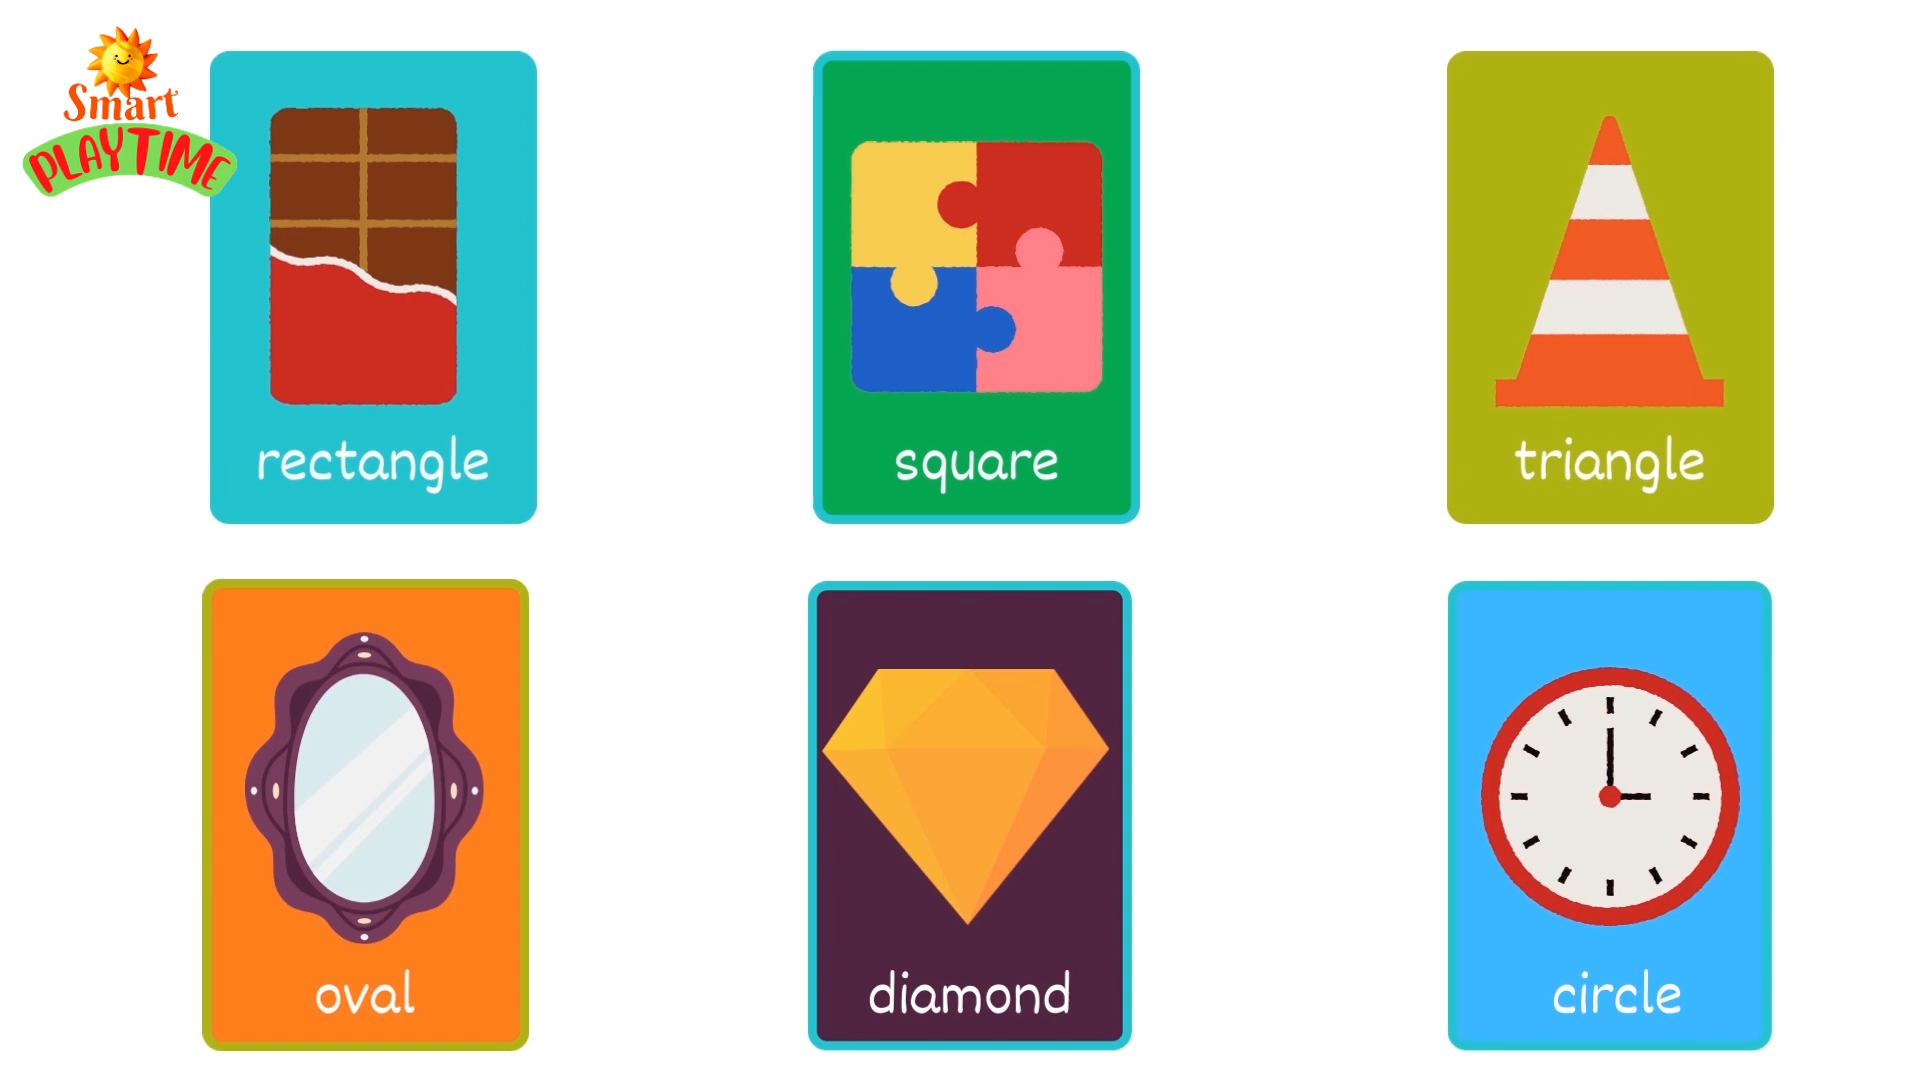 Smart
PLAYTIME
rectangle
square
triangle
oval
diamond
circle